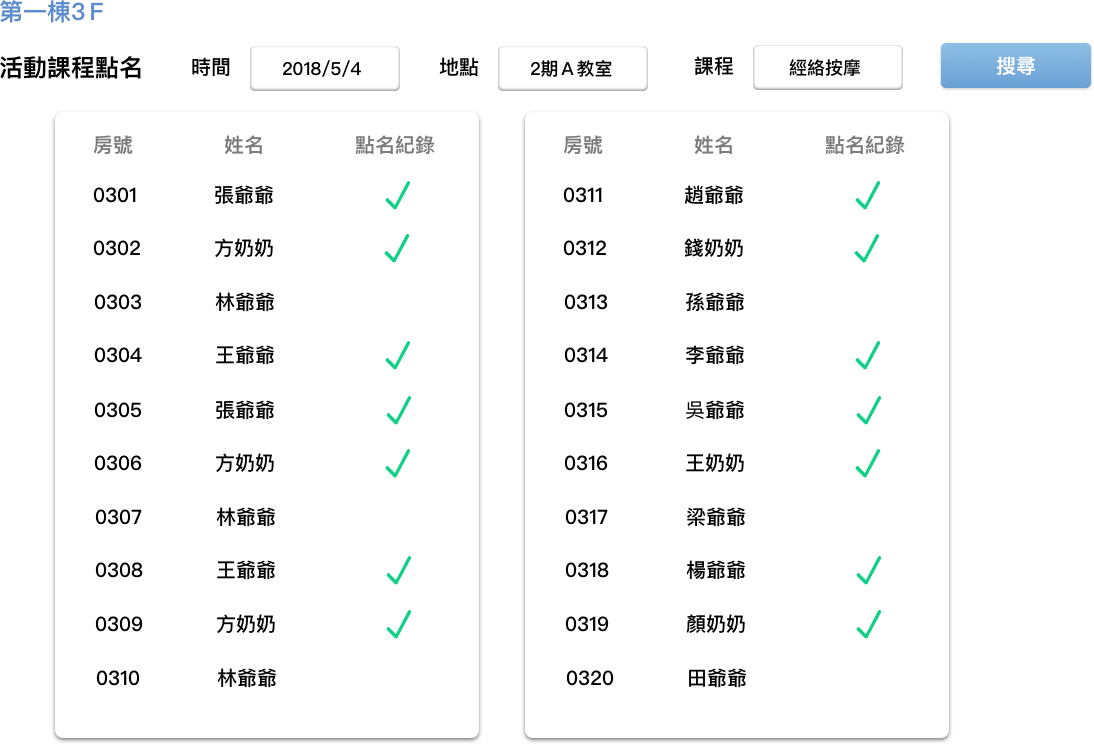 第一棟3F
活動課程點名 時間 2018/5/4 地點 2期A教室 課程 經絡按摩 搜尋
房號 姓名 點名紀錄
0301 張爺爺 ✓
0302 方奶奶 ✓
0303 林爺爺
0304 王爺爺 ✓
0305 張爺爺 ✓
0306 方奶奶 ✓
0307 林爺爺
0308 王爺爺 ✓
0309 方奶奶 ✓
0310 林爺爺
房號 姓名 點名紀錄
0311 趙爺爺 ✓
0312 錢奶奶 ✓
0313 孫爺爺
0314 李爺爺 ✓
0315 吳爺爺 ✓
0316 王奶奶 ✓
0317 梁爺爺
0318 楊爺爺 ✓
0319 顏奶奶 ✓
0320 田爺爺